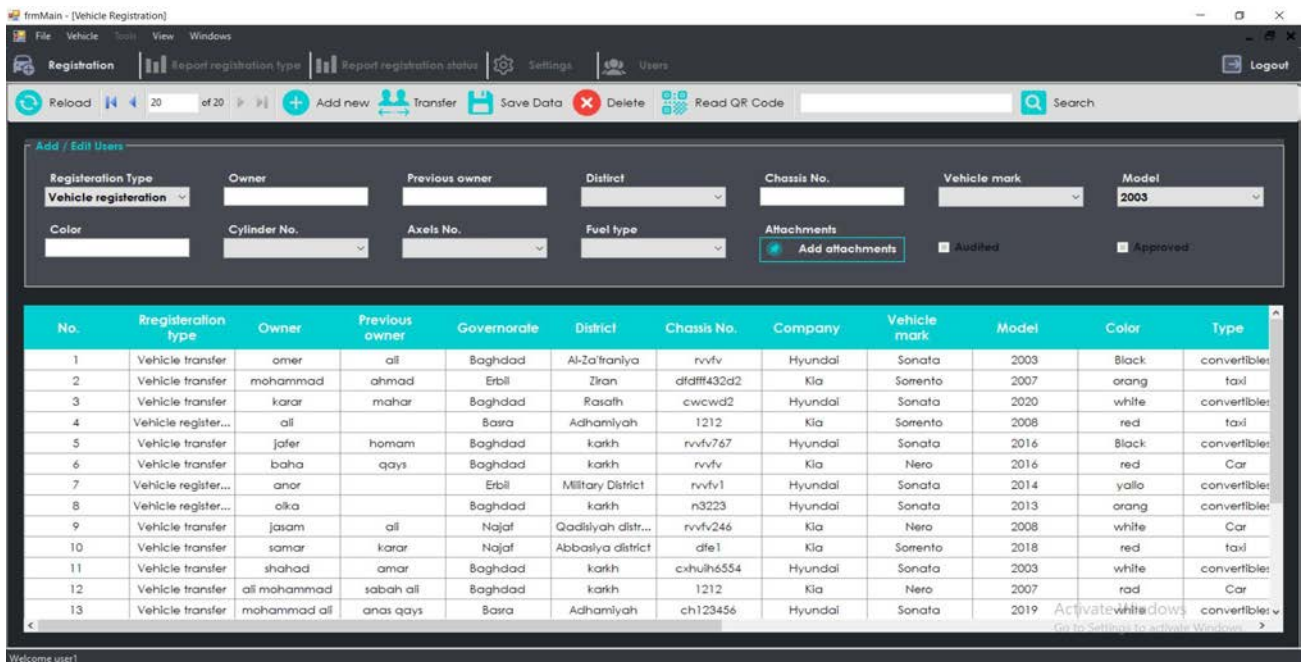 frmMain - [Vehicle Registration]
File Vehicle Tools View Windows
Registration Report registration type Report registration status Settings Users Logout
Reload 20 of 20 Add new Transfer Save Data Delete Read QR Code Search
Add / Edit Users
Registeration Type Owner Previous owner Distirct Chassis No. Vehicle mark Model
Vehicle registeration 2003
Color Cylinder No. Axels No. Fuel type Attachments
Add attachments Audited Approved
No. Rregisteration type Owner Previous owner Governorate District Chassis No. Company Vehicle mark Model Color Type
1 Vehicle transfer omer ali Baghdad Al-Za'franiya rvvfv Hyundai Sonata 2003 Black convertibles
2 Vehicle transfer mohammad ahmad Erbil Ziran dfdfff432d2 Kia Sorrento 2007 orang taxi
3 Vehicle transfer karar mahar Baghdad Rasafh cwcwd2 Hyundai Sonata 2020 white convertibles
4 Vehicle register... ali Basra Adhamiyah 1212 Kia Sorrento 2008 red taxi
5 Vehicle transfer jafer homam Baghdad karkh rvvfv767 Hyundai Sonata 2016 Black convertibles
6 Vehicle transfer baha qays Baghdad karkh rvvfv Kia Nero 2016 red Car
7 Vehicle register... anor Erbil Military District rvvfv1 Hyundai Sonata 2014 yallo convertibles
8 Vehicle register... olka Baghdad karkh n3223 Hyundai Sonata 2013 orang convertibles
9 Vehicle transfer jasam ali Najaf Qadisiyah distr... rvvfv246 Kia Nero 2008 white Car
10 Vehicle transfer samar karar Najaf Abbasiya district dfe1 Kia Sorrento 2018 red taxi
11 Vehicle transfer shahad amar Baghdad karkh cxhuih6554 Hyundai Sonata 2003 white convertibles
12 Vehicle transfer ali mohammad sabah ali Baghdad karkh 1212 Kia Nero 2007 rad Car
13 Vehicle transfer mohammad ali anas qays Basra Adhamiyah ch123456 Hyundai Sonata 2019 white convertibles
Activate Windows
Go to Settings to activate Windows.
Welcome user1